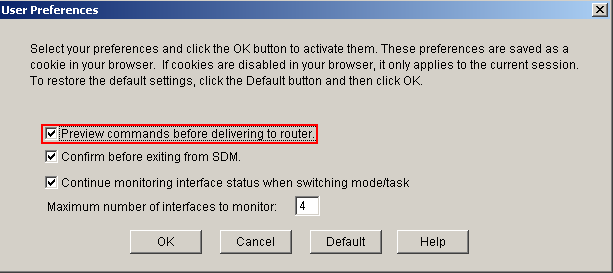 User Preferences
Select your preferences and click the OK button to activate them. These preferences are saved as a
cookie in your browser. If cookies are disabled in your browser, it only applies to the current session.
To restore the default settings, click the Default button and then click OK.
Preview commands before delivering to router.
Confirm before exiting from SDM.
Continue monitoring interface status when switching mode/task
Maximum number of interfaces to monitor: 4
OK Cancel Default Help